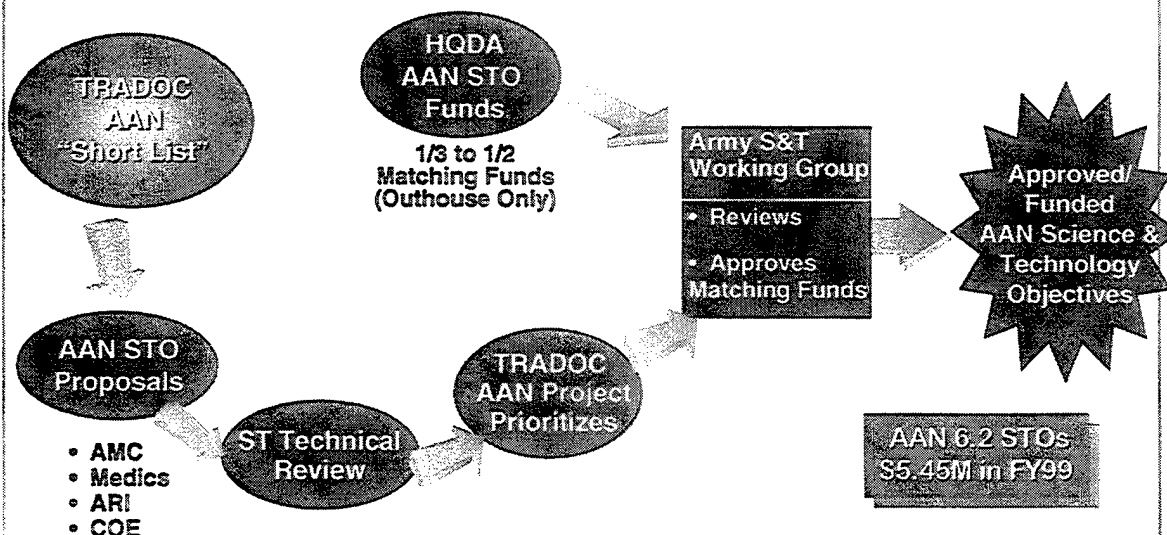 TRADOC
AAN
"Short List"
HQDA
AAN STO
Funds
1/3 to 1/2
Matching Funds
(Outhouse Only)
Army S&T
Working Group
• Reviews
• Approves
Matching Funds
Approved/
Funded
AAN Science &
Technology
Objectives
AAN STO
Proposals
• AMC
• Medics
• ARI
• COE
ST Technical
Review
TRADOC
AAN Project
Prioritizes
AAN 6.2 STOs
$5.45M in FY99